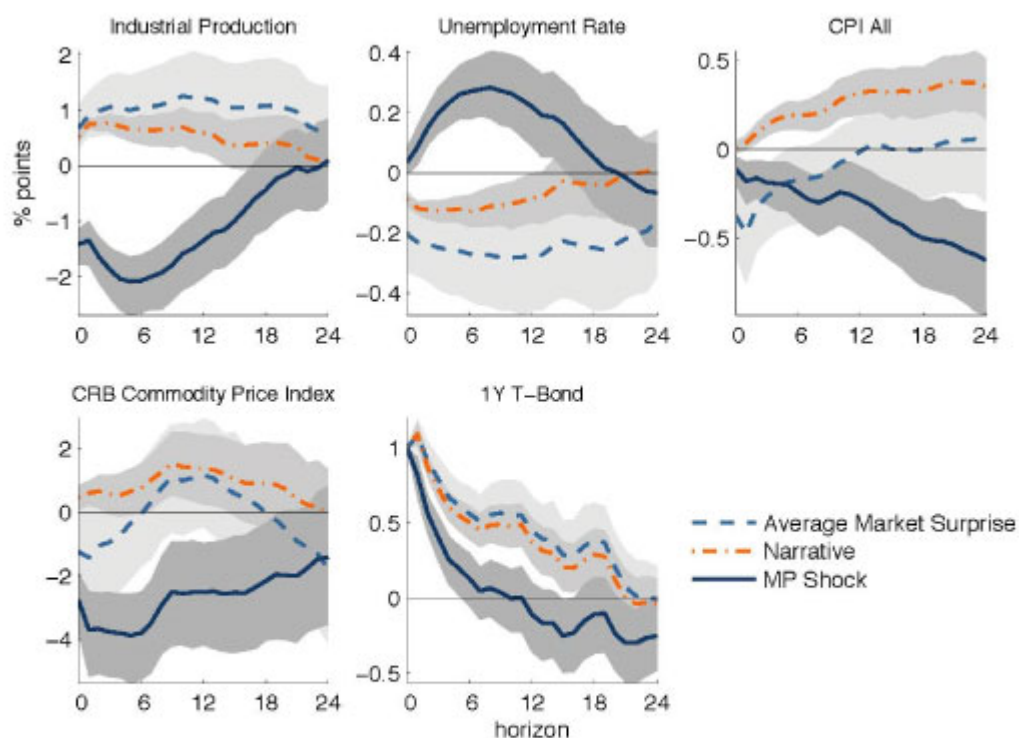 Industrial Production
Unemployment Rate
CPI All
% points
2
1
0
−1
−2
0 6 12 18 24
0.4
0.2
0
−0.2
−0.4
0 6 12 18 24
0.5
0
−0.5
0 6 12 18 24
CRB Commodity Price Index
1Y T−Bond
2
0
−2
−4
0 6 12 18 24
1
0.5
0
−0.5
0 6 12 18 24
horizon
Average Market Surprise
Narrative
MP Shock